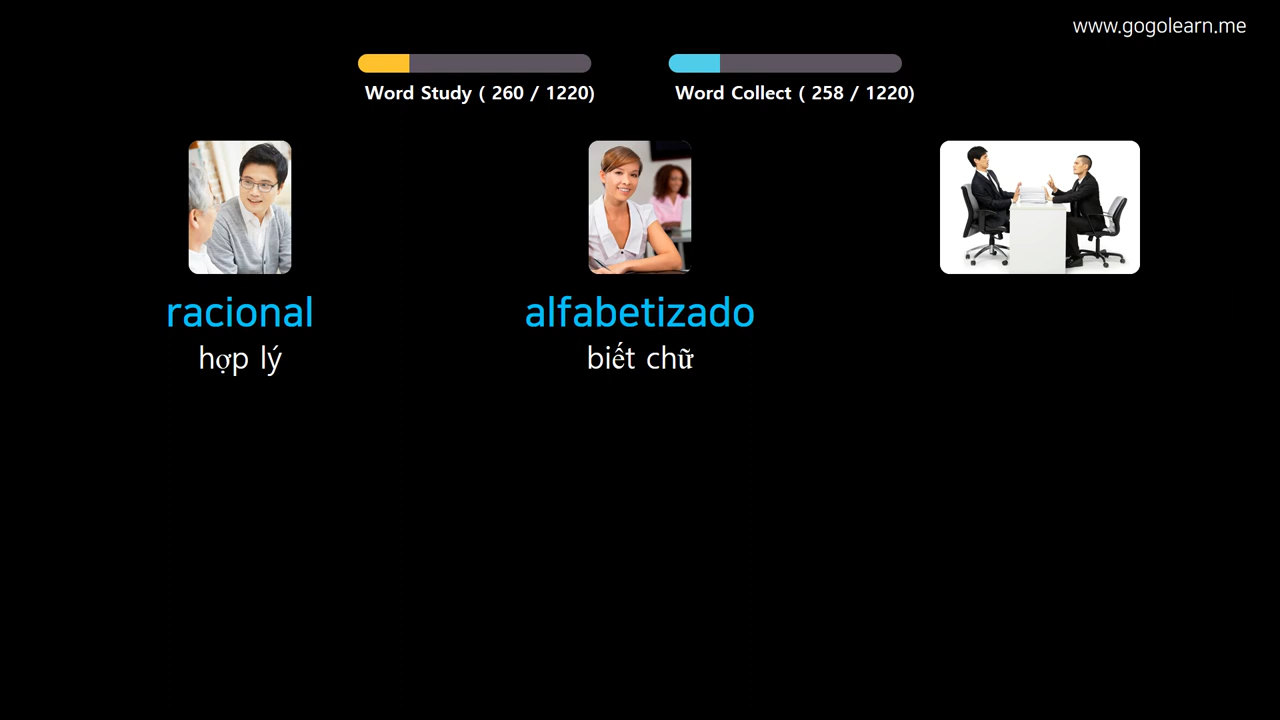 www.gogolearn.me
Word Study ( 260 / 1220)
Word Collect ( 258 / 1220)
racional
hợp lý
alfabetizado
biết chữ